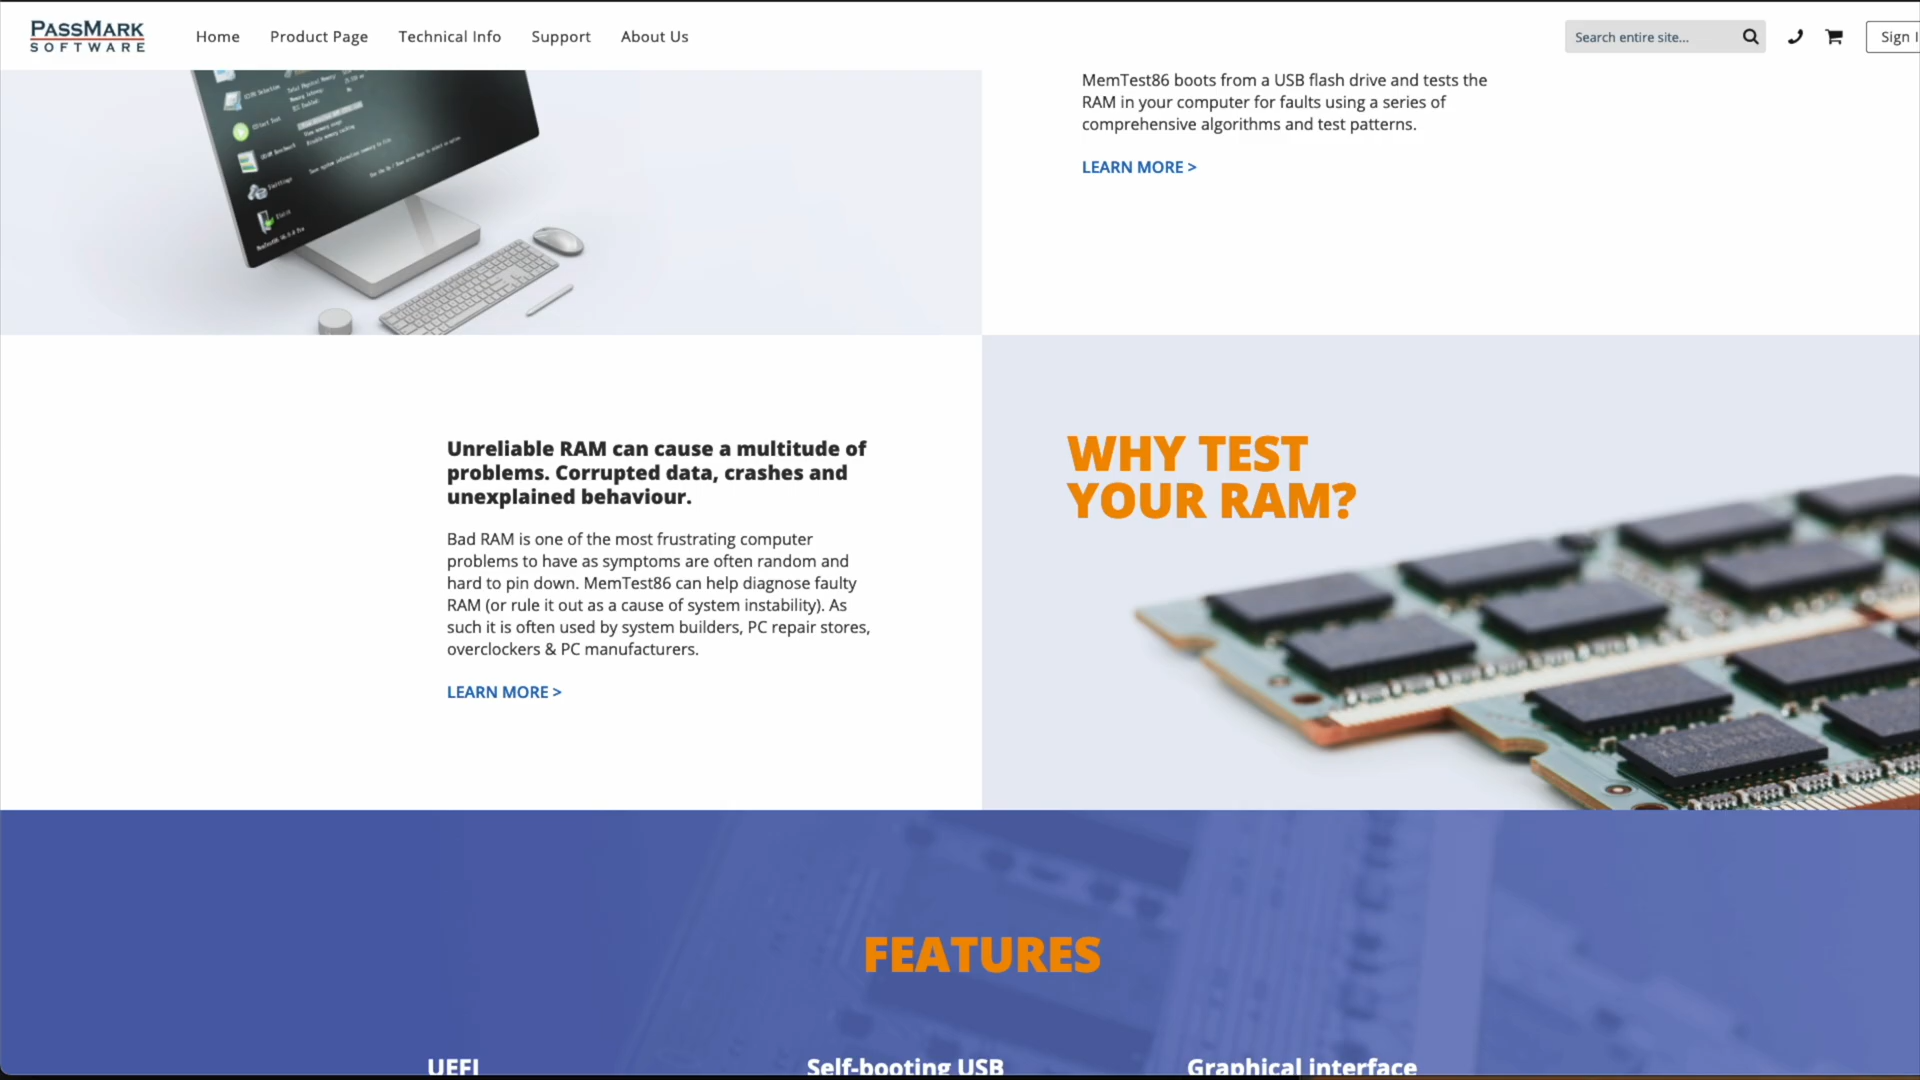 PASSMARK
SOFTWARE
Home
Product Page
Technical Info
Support
About Us
Search entire site...
Sign I
MemTest86 boots from a USB flash drive and tests the
RAM in your computer for faults using a series of
comprehensive algorithms and test patterns.
LEARN MORE >
Unreliable RAM can cause a multitude of
problems. Corrupted data, crashes and
unexplained behaviour.
Bad RAM is one of the most frustrating computer
problems to have as symptoms are often random and
hard to pin down. MemTest86 can help diagnose faulty
RAM (or rule it out as a cause of system instability). As
such it is often used by system builders, PC repair stores,
overclockers & PC manufacturers.
LEARN MORE >
WHY TEST
YOUR RAM?
FEATURES
UEFI
Self-booting USB
Graphical interface